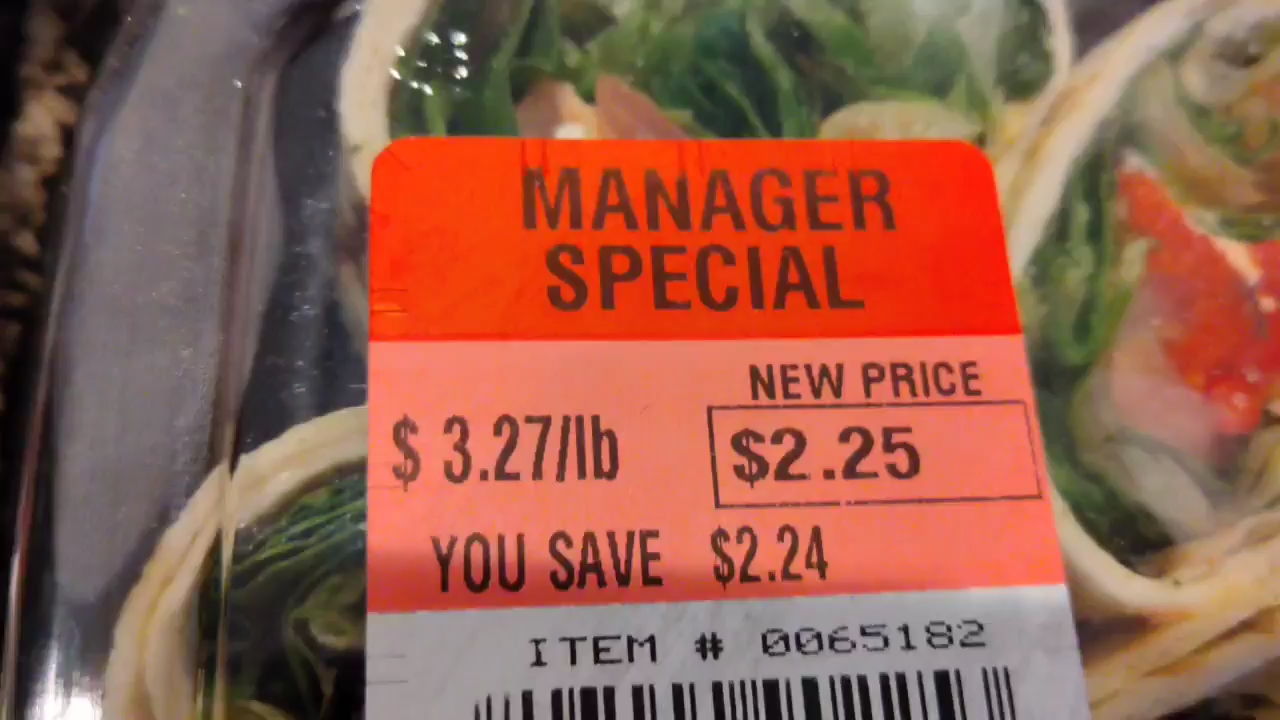 MANAGER
SPECIAL
NEW PRICE
$ 3.27/lb $2.25
YOU SAVE $2.24
ITEM # 0065182